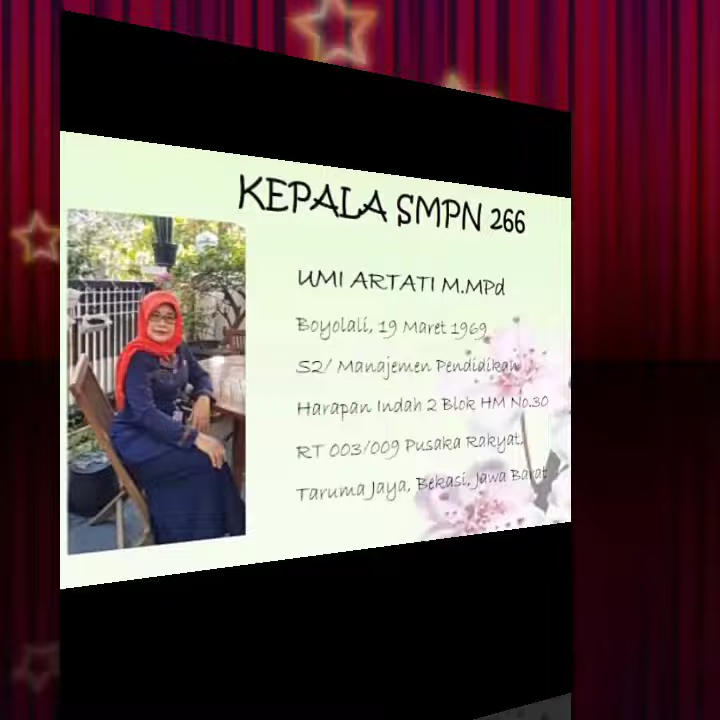 KEPALA SMPN 266
UMI ARTATI M.MPd
Boyolali, 19 Maret 1969
S2/ Manajemen Pendidikan
Harapan Indah 2 Blok HM No.30
RT 003/009 Pusaka Rakyat,
Taruma Jaya, Bekasi, Jawa Barat